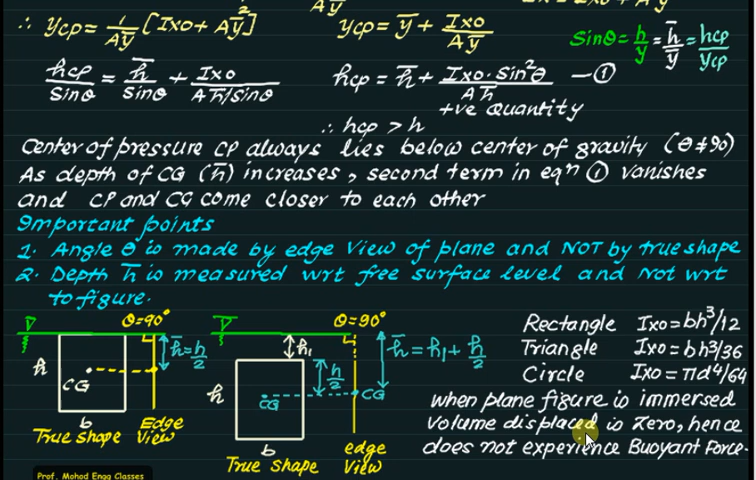 ∴ ycp = 1/Aȳ [Ixo + Aȳ²]
ycp = ȳ + Ixo/Aȳ
Sinθ = h/y = h̄/ȳ = hcp/ycp
hcp/Sinθ = h̄/Sinθ + Ixo/(Ah̄/Sinθ)
hcp = h̄ + Ixo·Sin²θ/Ah̄ —①
+ve quantity
∴ hcp > h
Center of pressure CP always lies below center of gravity (θ≠90)
As depth of CG (h̄) increases, second term in eqn ① vanishes
and CP and CG come closer to each other
Important points
1. Angle θ is made by edge View of plane and NOT by true shape
2. Depth h̄ is measured wrt free surface level and Not wrt
to figure.
θ=90°
h̄=h/2
h
CG
b
True shape
Edge View
θ=90°
h1
h̄ = h1 + h/2
h/2
h
CG
CG
b
True shape
edge View
Rectangle Ixo = bh³/12
Triangle Ixo = bh³/36
Circle Ixo = πd⁴/64
when plane figure is immersed
volume displaced is zero, hence
does not experience Buoyant Force.
Prof. Mohod Engg Classes